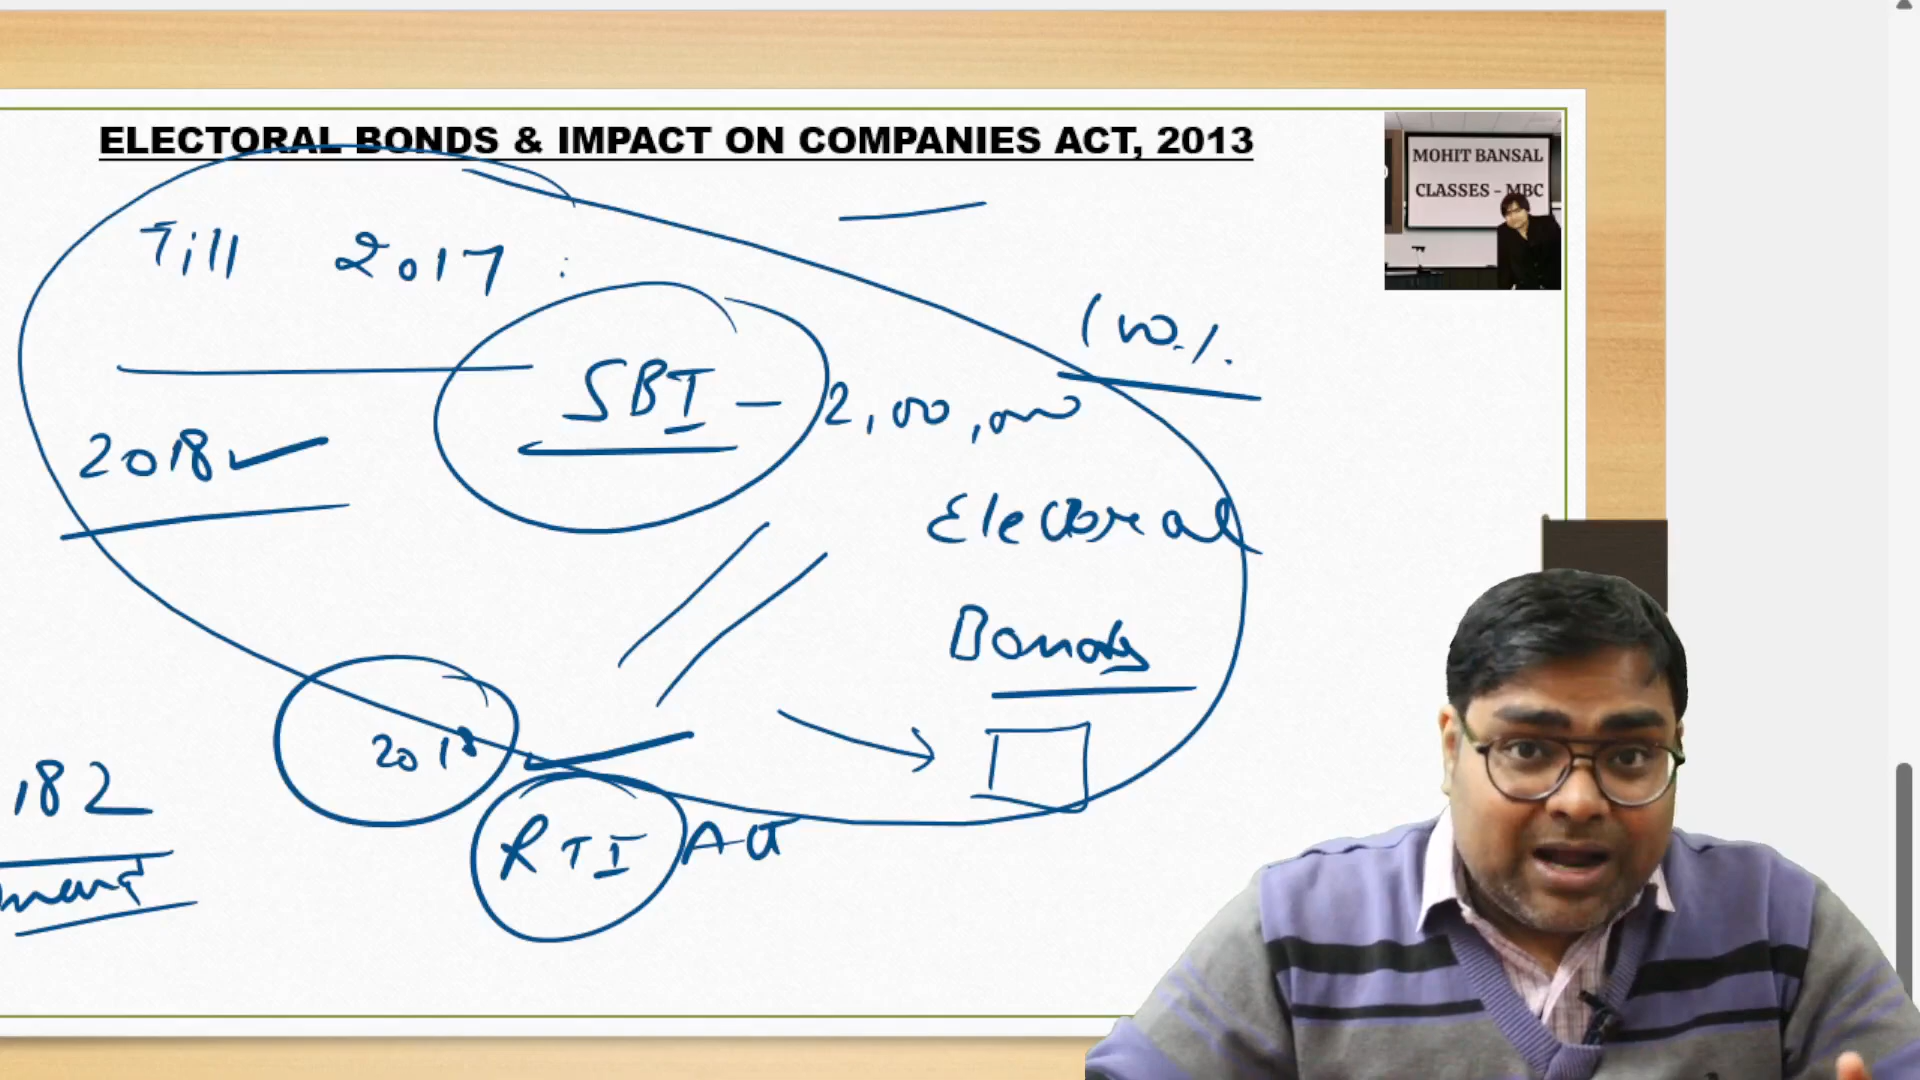 ELECTORAL BONDS & IMPACT ON COMPANIES ACT, 2013
MOHIT BANSAL
CLASSES - MBC
Till 2017 :
100%
SBI - 2,00,000
2018
Electoral
Bonds
2018
182
RTI Act